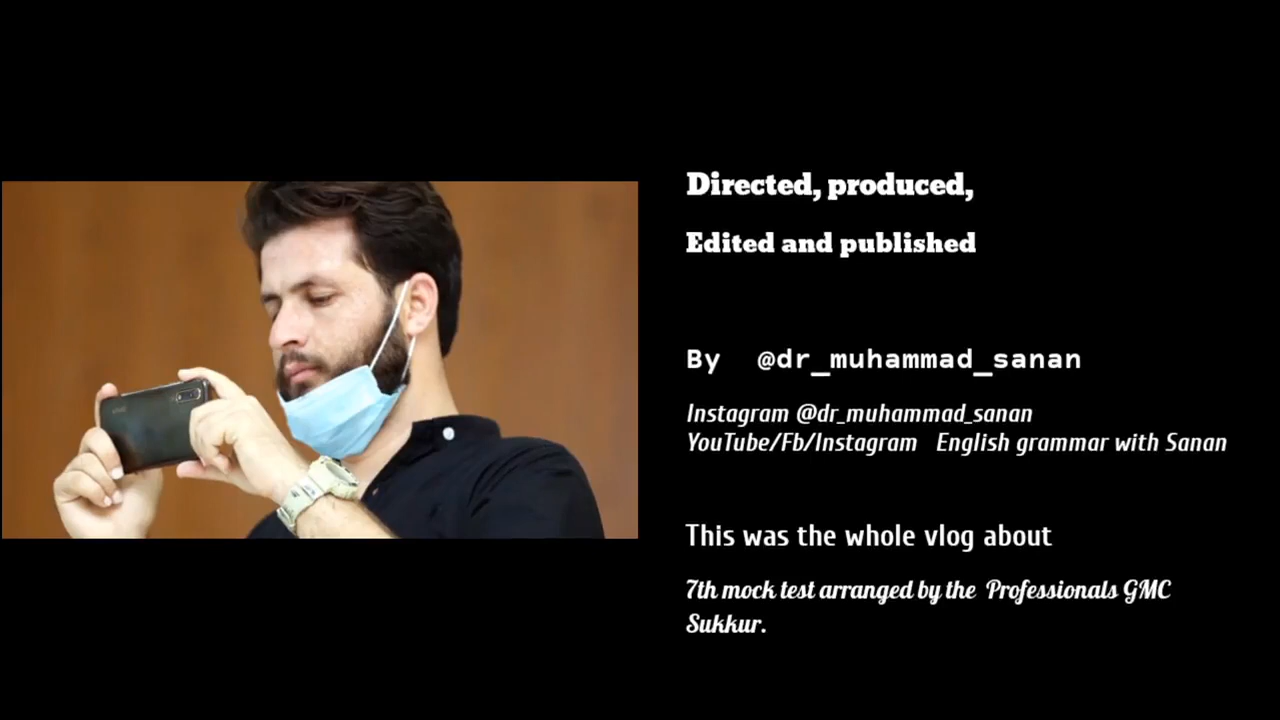 Directed, produced,
Edited and published
By @dr_muhammad_sanan
Instagram @dr_muhammad_sanan
YouTube/Fb/Instagram English grammar with Sanan
This was the whole vlog about
7th mock test arranged by the Professionals GMC
Sukkur.